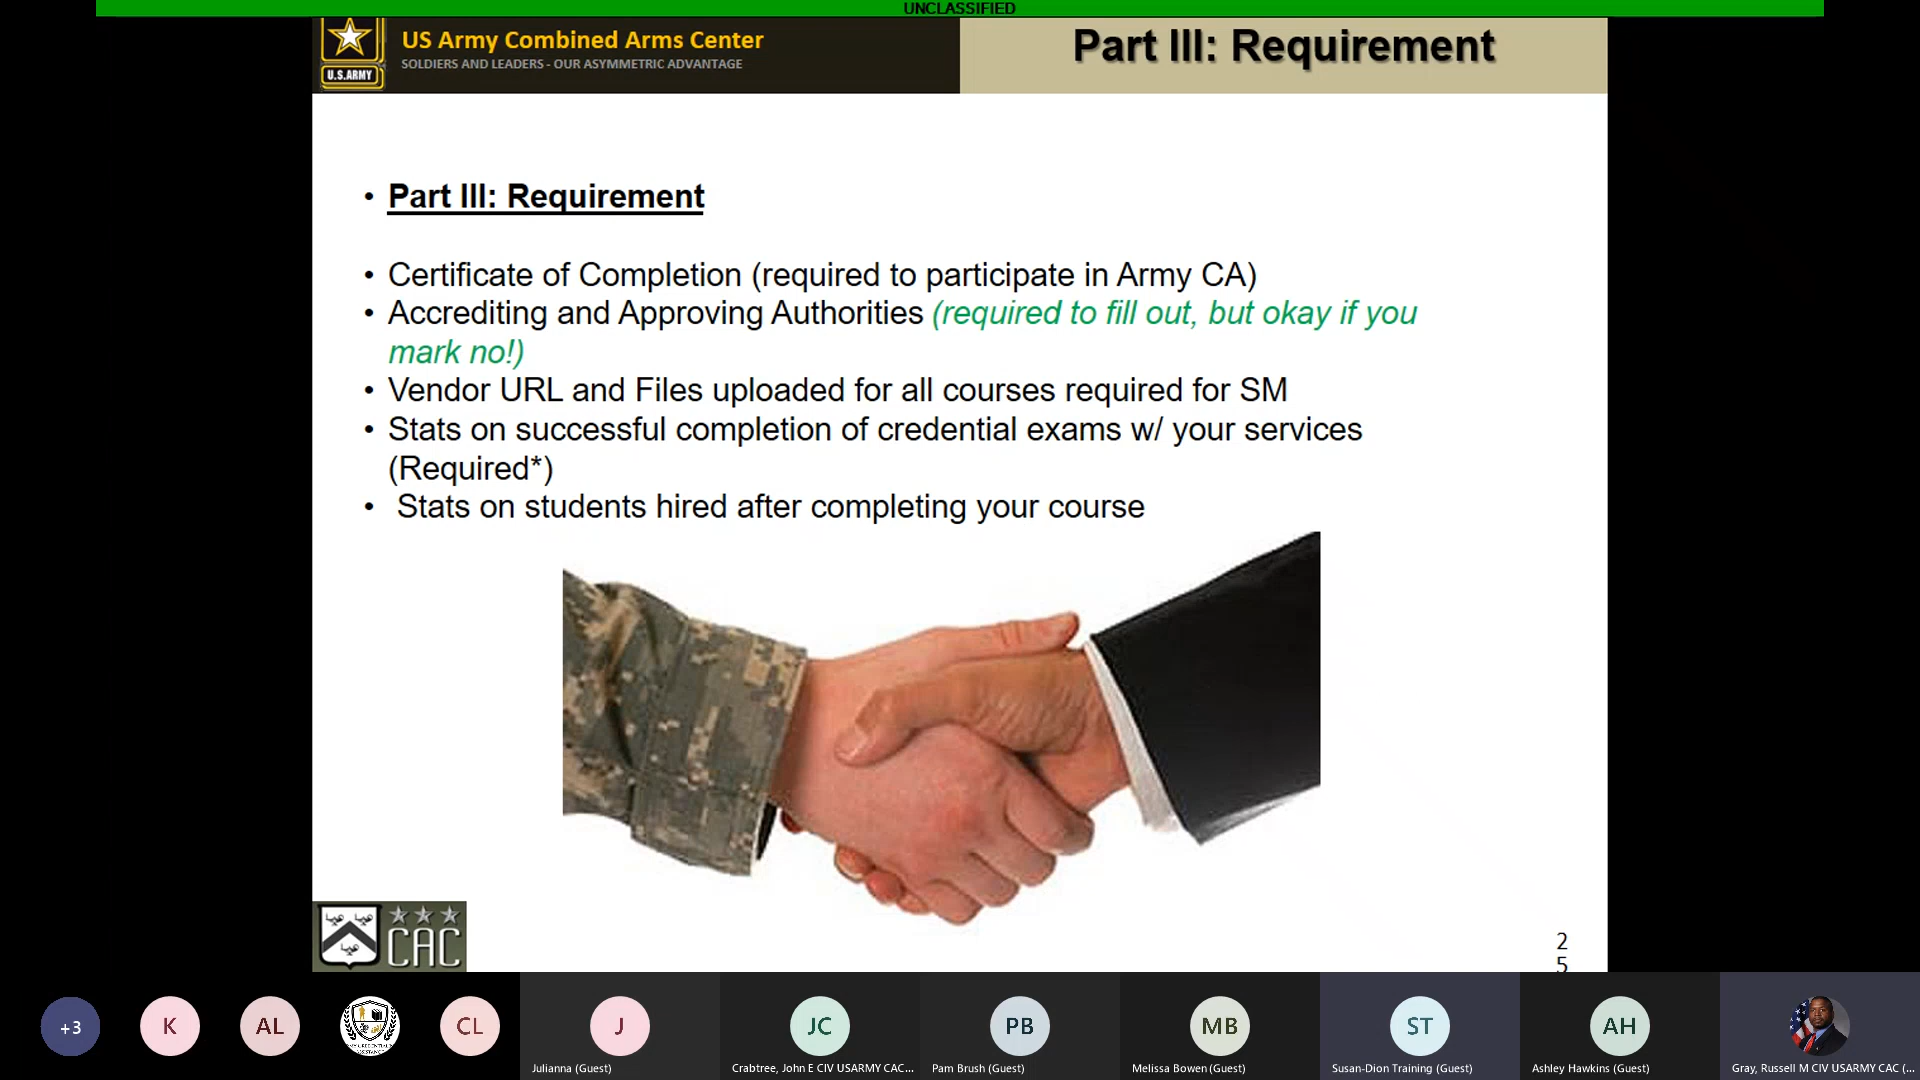 UNCLASSIFIED
US Army Combined Arms Center
SOLDIERS AND LEADERS - OUR ASYMMETRIC ADVANTAGE
U.S.ARMY
Part III: Requirement
• Part III: Requirement
• Certificate of Completion (required to participate in Army CA)
• Accrediting and Approving Authorities (required to fill out, but okay if you
mark no!)
• Vendor URL and Files uploaded for all courses required for SM
• Stats on successful completion of credential exams w/ your services
(Required*)
• Stats on students hired after completing your course
CAC
2
5
+3
K
AL
CL
J
JC
PB
MB
ST
AH
Julianna (Guest)
Crabtree, John E CIV USARMY CAC...
Pam Brush (Guest)
Melissa Bowen (Guest)
Susan-Dion Training (Guest)
Ashley Hawkins (Guest)
Gray, Russell M CIV USARMY CAC (...